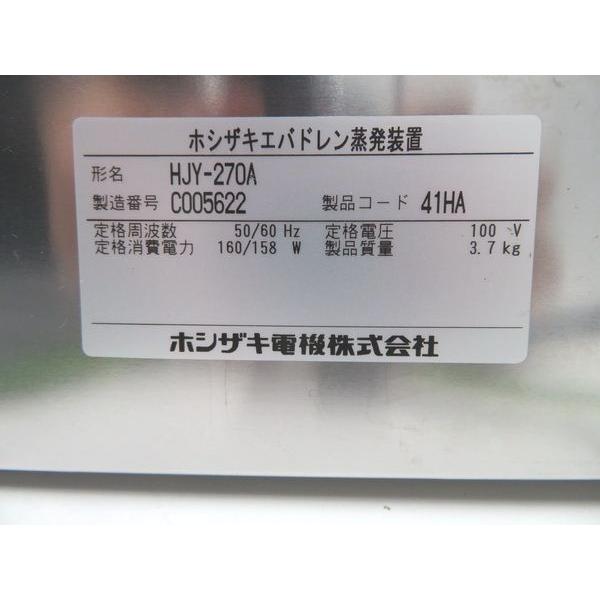 ホシザキエバドレン蒸発装置
形名 HJY-270A
製造番号 C005622 製品コード 41HA
定格周波数 50/60 Hz 定格電圧 100 V
定格消費電力 160/158 W 製品質量 3.7 kg
ホシザキ電機株式会社